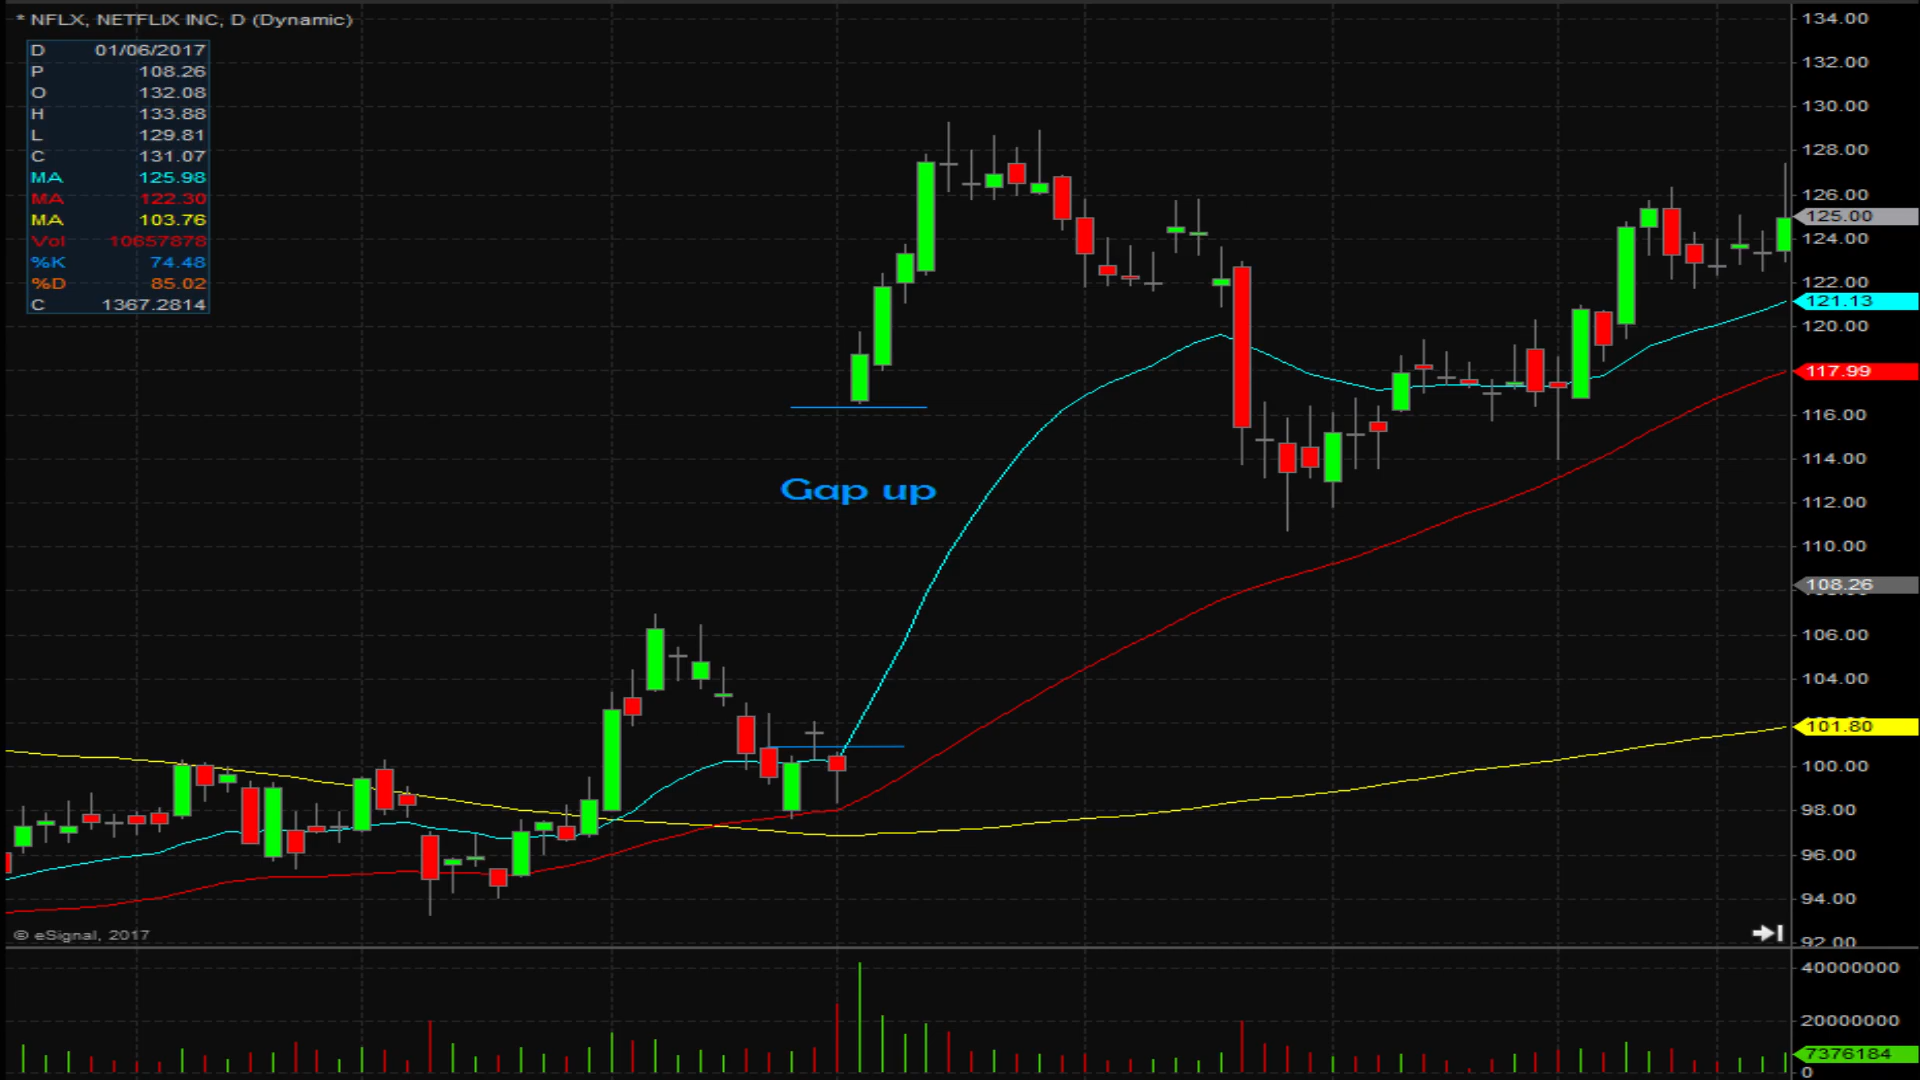 * NFLX, NETFLIX INC, D (Dynamic)
D 01/06/2017
P 108.26
O 132.08
H 133.88
L 129.81
C 131.07
MA 125.98
MA 122.30
MA 103.76
Vol 10657878
%K 74.48
%D 85.02
C 1367.2814
134.00
132.00
130.00
128.00
126.00
125.00
124.00
122.00
121.13
120.00
117.99
116.00
Gap up
114.00
112.00
110.00
108.26
106.00
104.00
101.80
100.00
98.00
96.00
94.00
© eSignal, 2017
92.00
40000000
20000000
7376184
0